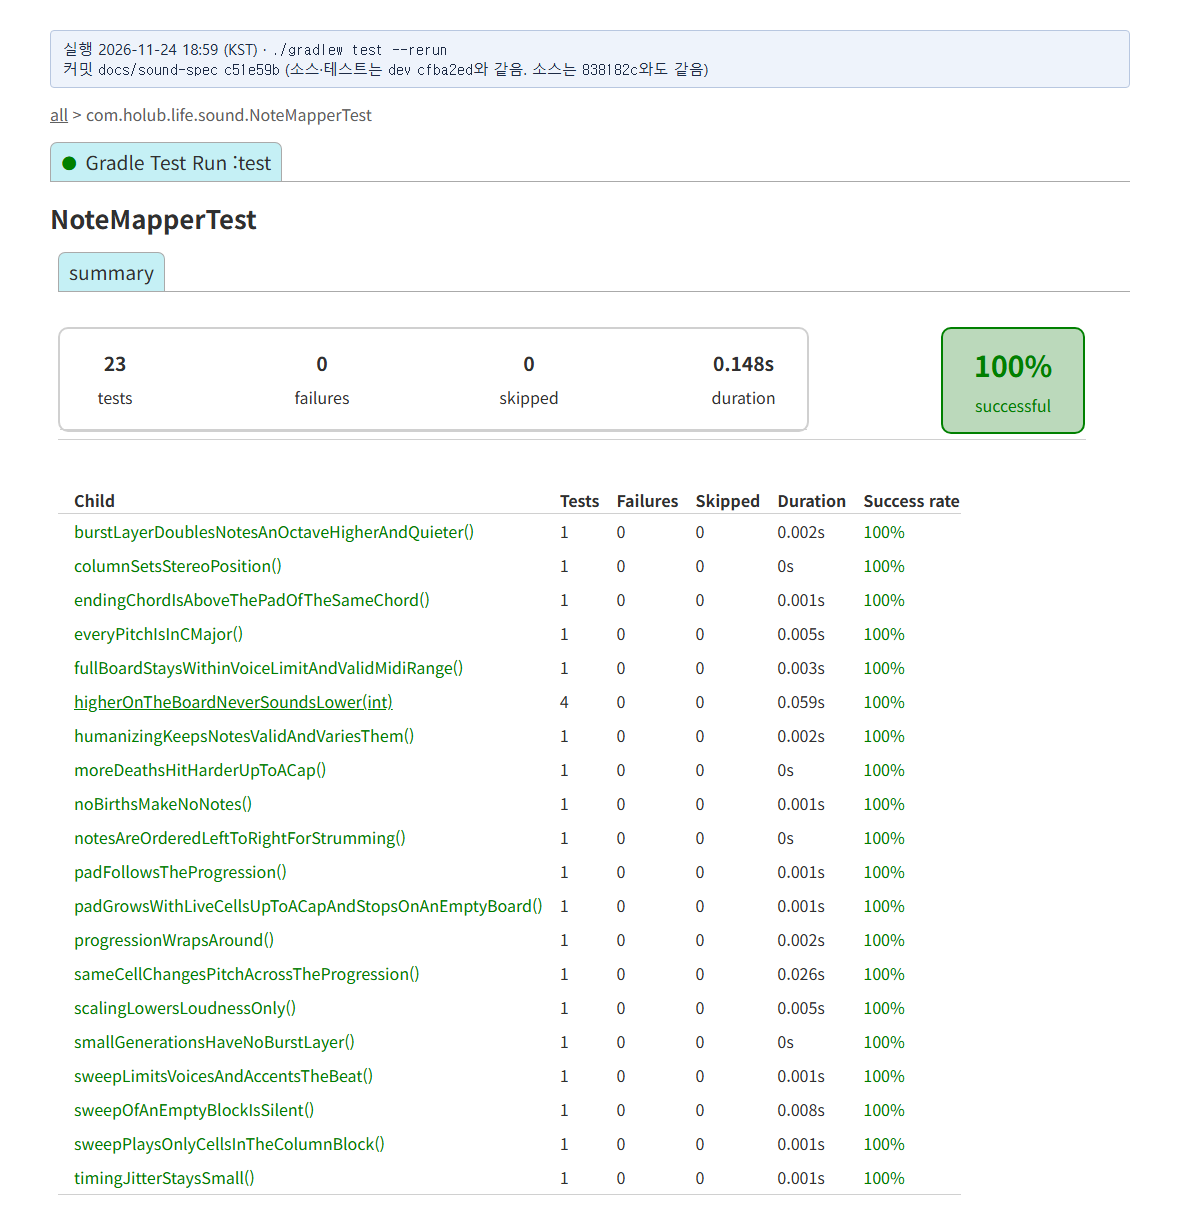 실행 2026-11-24 18:59 (KST) · ./gradlew test --rerun
커밋 docs/sound-spec c51e59b (소스·테스트는 dev cfba2ed와 같음. 소스는 838182c와도 같음)
all > com.holub.life.sound.NoteMapperTest
Gradle Test Run :test
NoteMapperTest
summary
23 0 0 0.148s
tests failures skipped duration
100%
successful
Child Tests Failures Skipped Duration Success rate
burstLayerDoublesNotesAnOctaveHigherAndQuieter() 1 0 0 0.002s 100%
columnSetsStereoPosition() 1 0 0 0s 100%
endingChordIsAboveThePadOfTheSameChord() 1 0 0 0.001s 100%
everyPitchIsInCMajor() 1 0 0 0.005s 100%
fullBoardStaysWithinVoiceLimitAndValidMidiRange() 1 0 0 0.003s 100%
higherOnTheBoardNeverSoundsLower(int) 4 0 0 0.059s 100%
humanizingKeepsNotesValidAndVariesThem() 1 0 0 0.002s 100%
moreDeathsHitHarderUpToACap() 1 0 0 0s 100%
noBirthsMakeNoNotes() 1 0 0 0.001s 100%
notesAreOrderedLeftToRightForStrumming() 1 0 0 0s 100%
padFollowsTheProgression() 1 0 0 0.001s 100%
padGrowsWithLiveCellsUpToACapAndStopsOnAnEmptyBoard() 1 0 0 0.001s 100%
progressionWrapsAround() 1 0 0 0.002s 100%
sameCellChangesPitchAcrossTheProgression() 1 0 0 0.026s 100%
scalingLowersLoudnessOnly() 1 0 0 0.005s 100%
smallGenerationsHaveNoBurstLayer() 1 0 0 0s 100%
sweepLimitsVoicesAndAccentsTheBeat() 1 0 0 0.001s 100%
sweepOfAnEmptyBlockIsSilent() 1 0 0 0.008s 100%
sweepPlaysOnlyCellsInTheColumnBlock() 1 0 0 0.001s 100%
timingJitterStaysSmall() 1 0 0 0.001s 100%